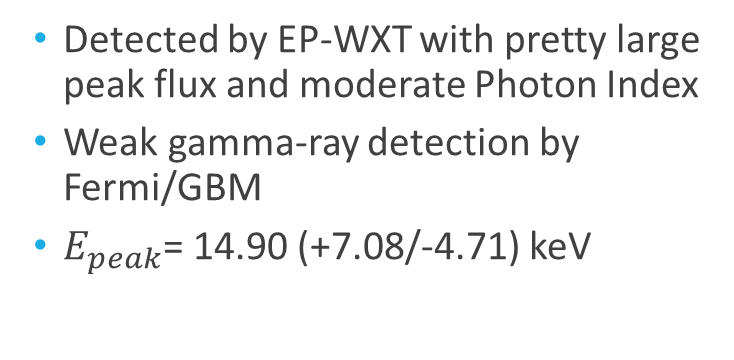 • Detected by EP-WXT with pretty large
peak flux and moderate Photon Index
• Weak gamma-ray detection by
Fermi/GBM
• E_peak= 14.90 (+7.08/-4.71) keV